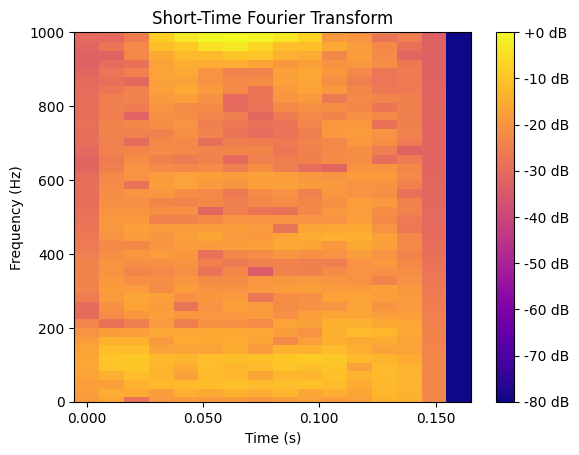 Short-Time Fourier Transform
1000
800
600
400
200
0
Frequency (Hz)
0.000
0.050
0.100
0.150
Time (s)
+0 dB
-10 dB
-20 dB
-30 dB
-40 dB
-50 dB
-60 dB
-70 dB
-80 dB